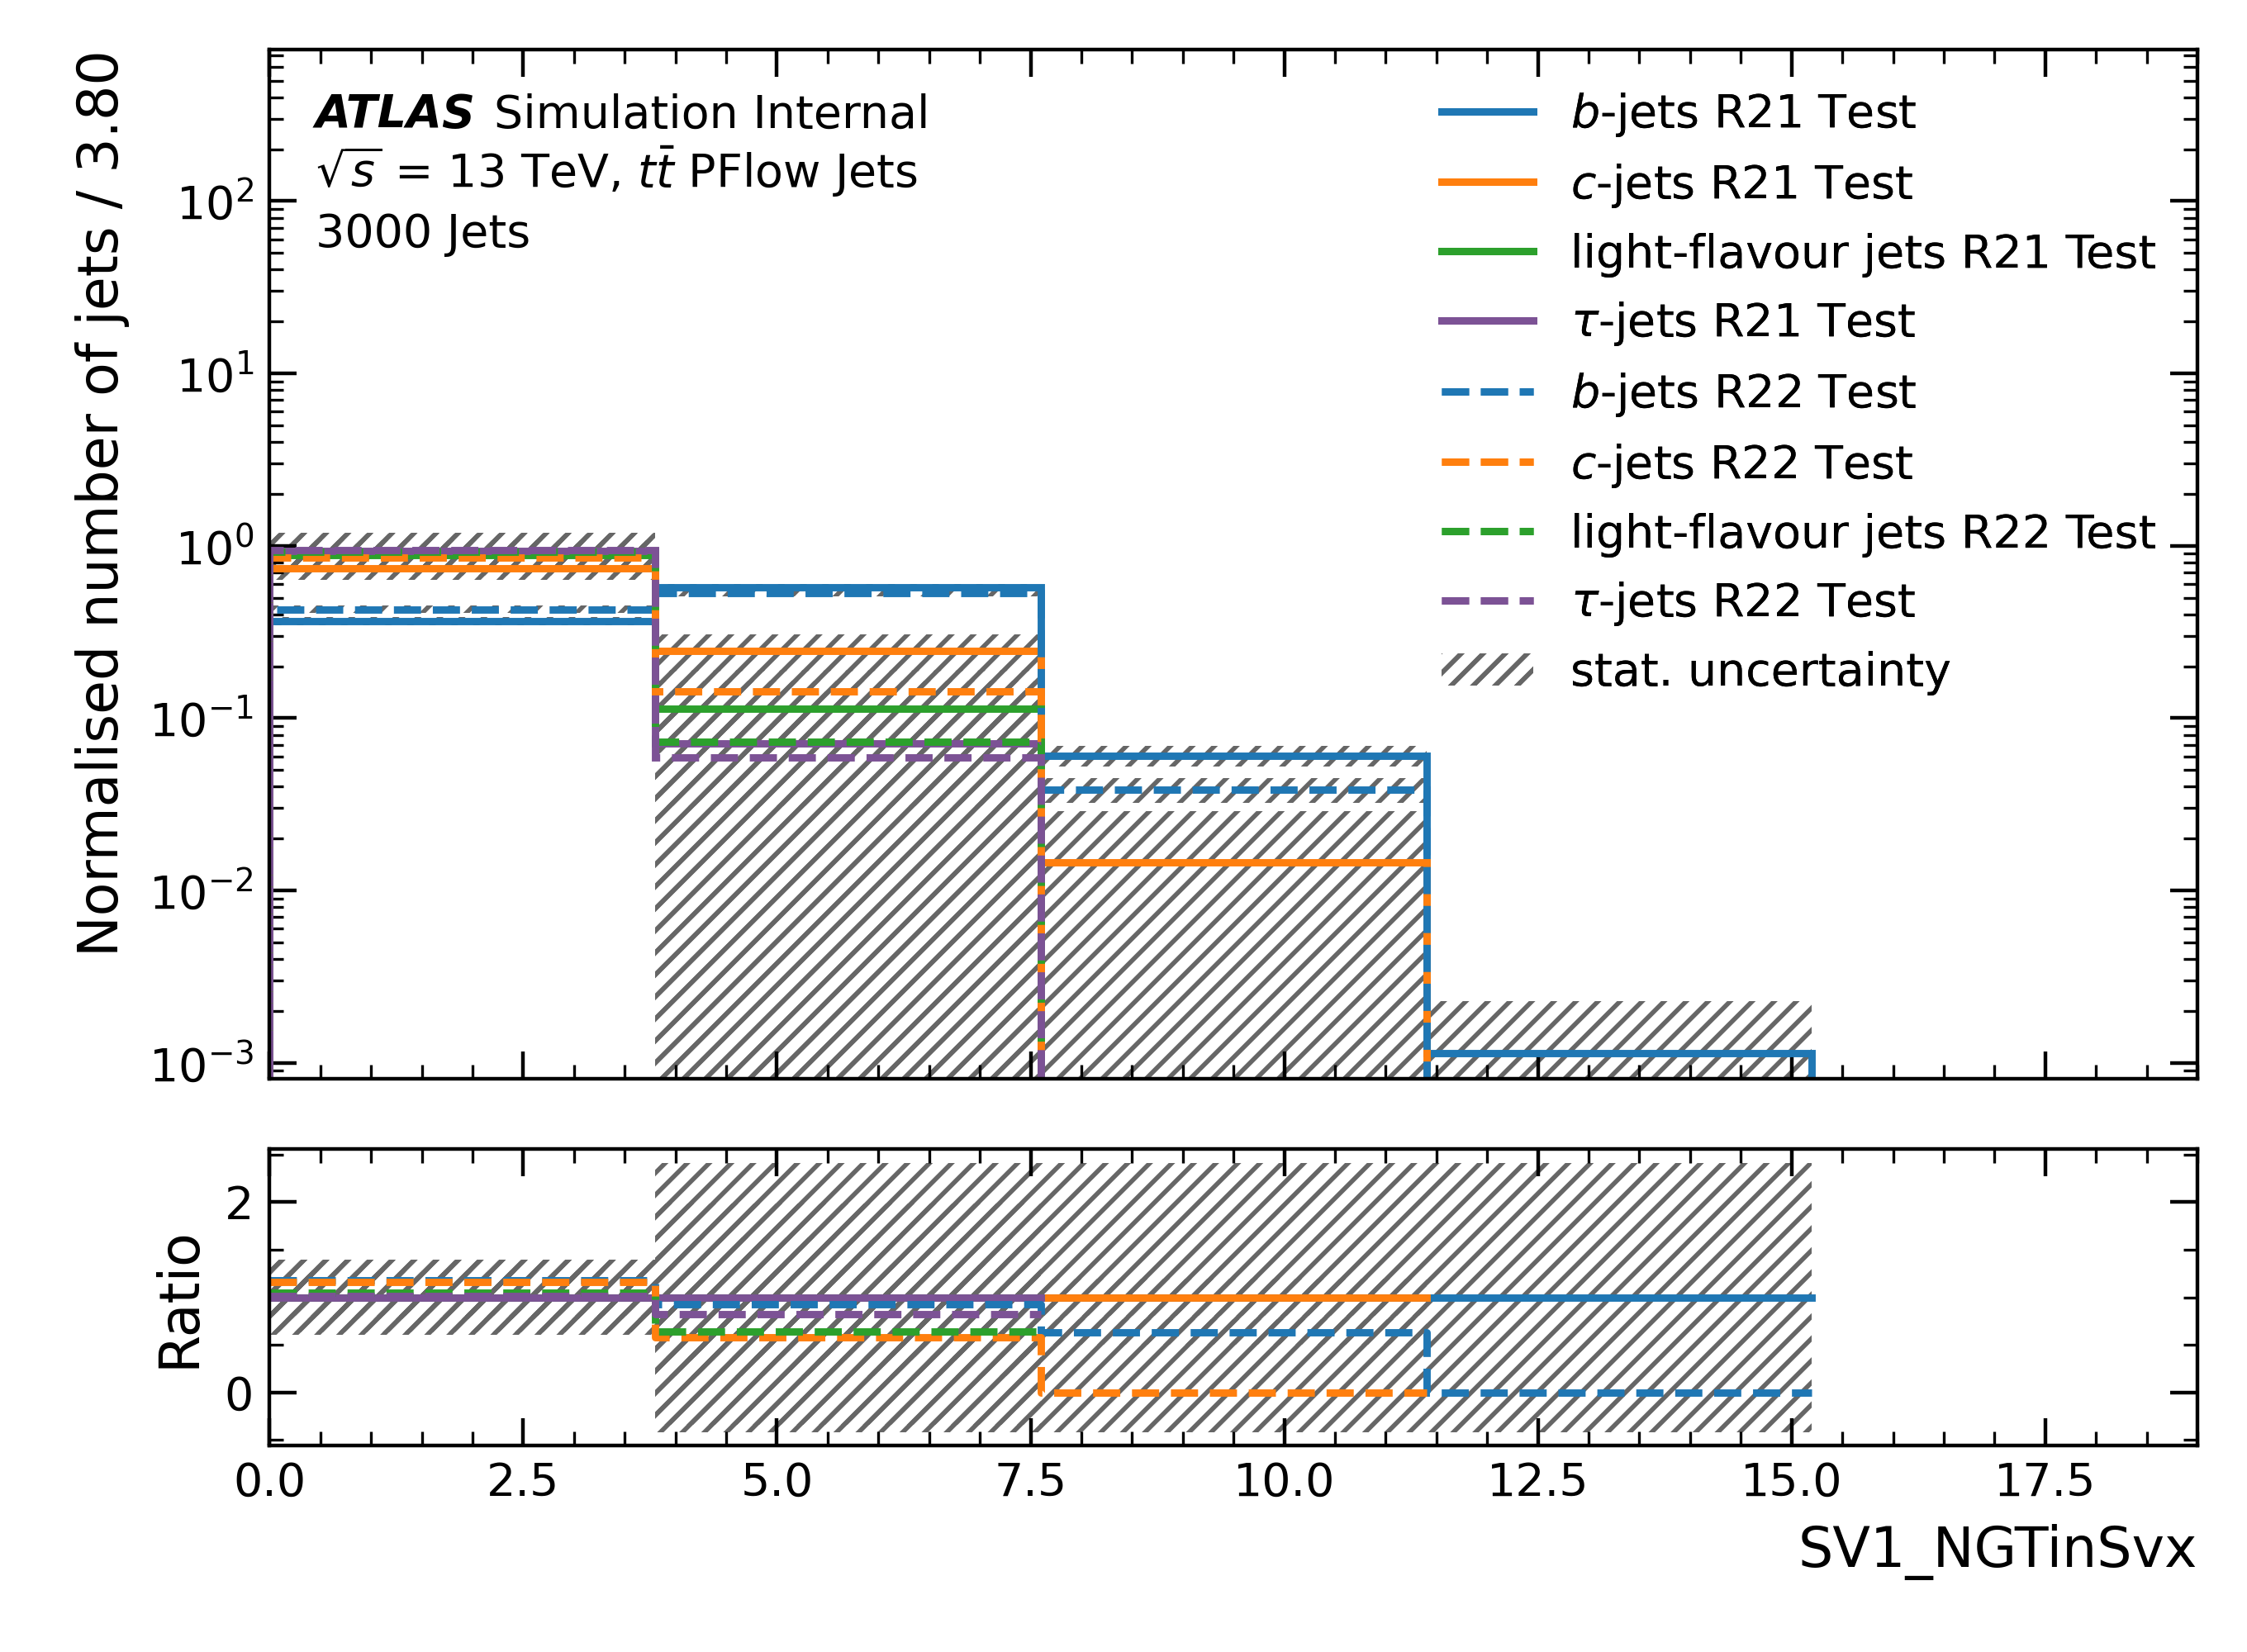 Normalised number of jets / 3.80
10²
10¹
10⁰
10⁻¹
10⁻²
10⁻³
ATLAS Simulation Internal
√s = 13 TeV, tt̄ PFlow Jets
3000 Jets
b-jets R21 Test
c-jets R21 Test
light-flavour jets R21 Test
τ-jets R21 Test
b-jets R22 Test
c-jets R22 Test
light-flavour jets R22 Test
τ-jets R22 Test
stat. uncertainty
Ratio
2
0
0.0 2.5 5.0 7.5 10.0 12.5 15.0 17.5
SV1_NGTinSvx